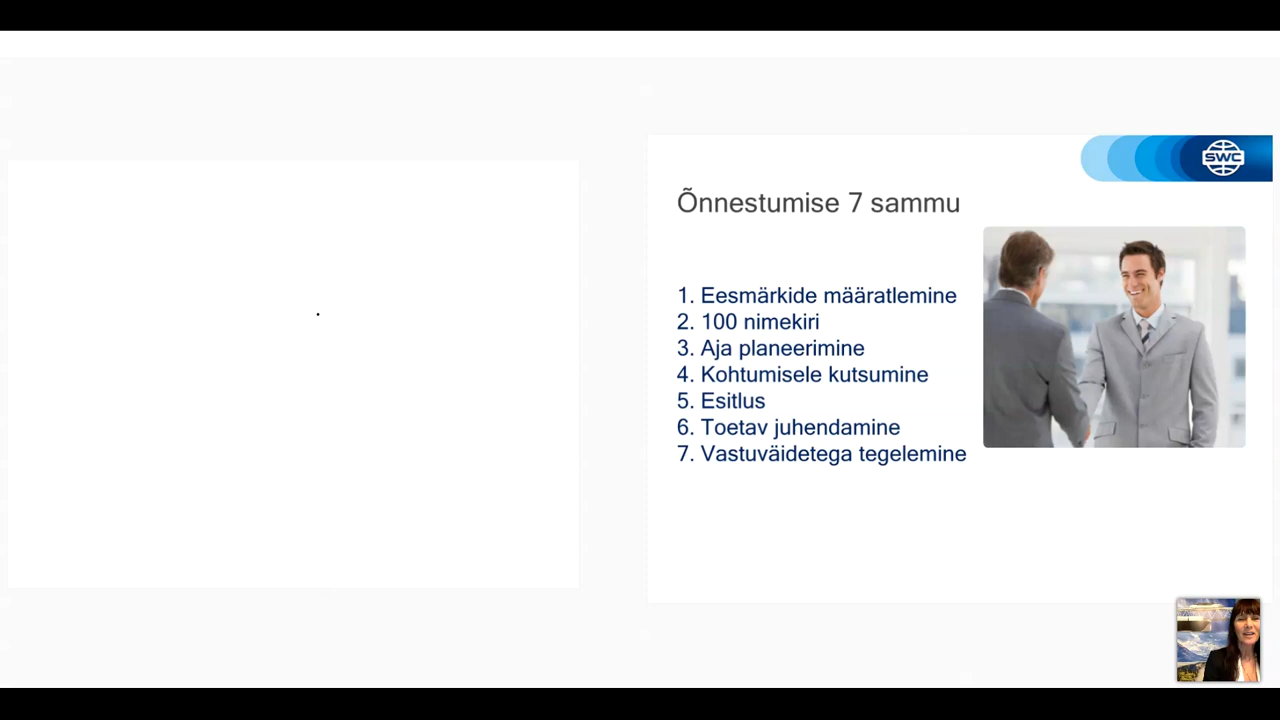 SWC
Õnnestumise 7 sammu
1. Eesmärkide määratlemine
2. 100 nimekiri
3. Aja planeerimine
4. Kohtumisele kutsumine
5. Esitlus
6. Toetav juhendamine
7. Vastuväidetega tegelemine